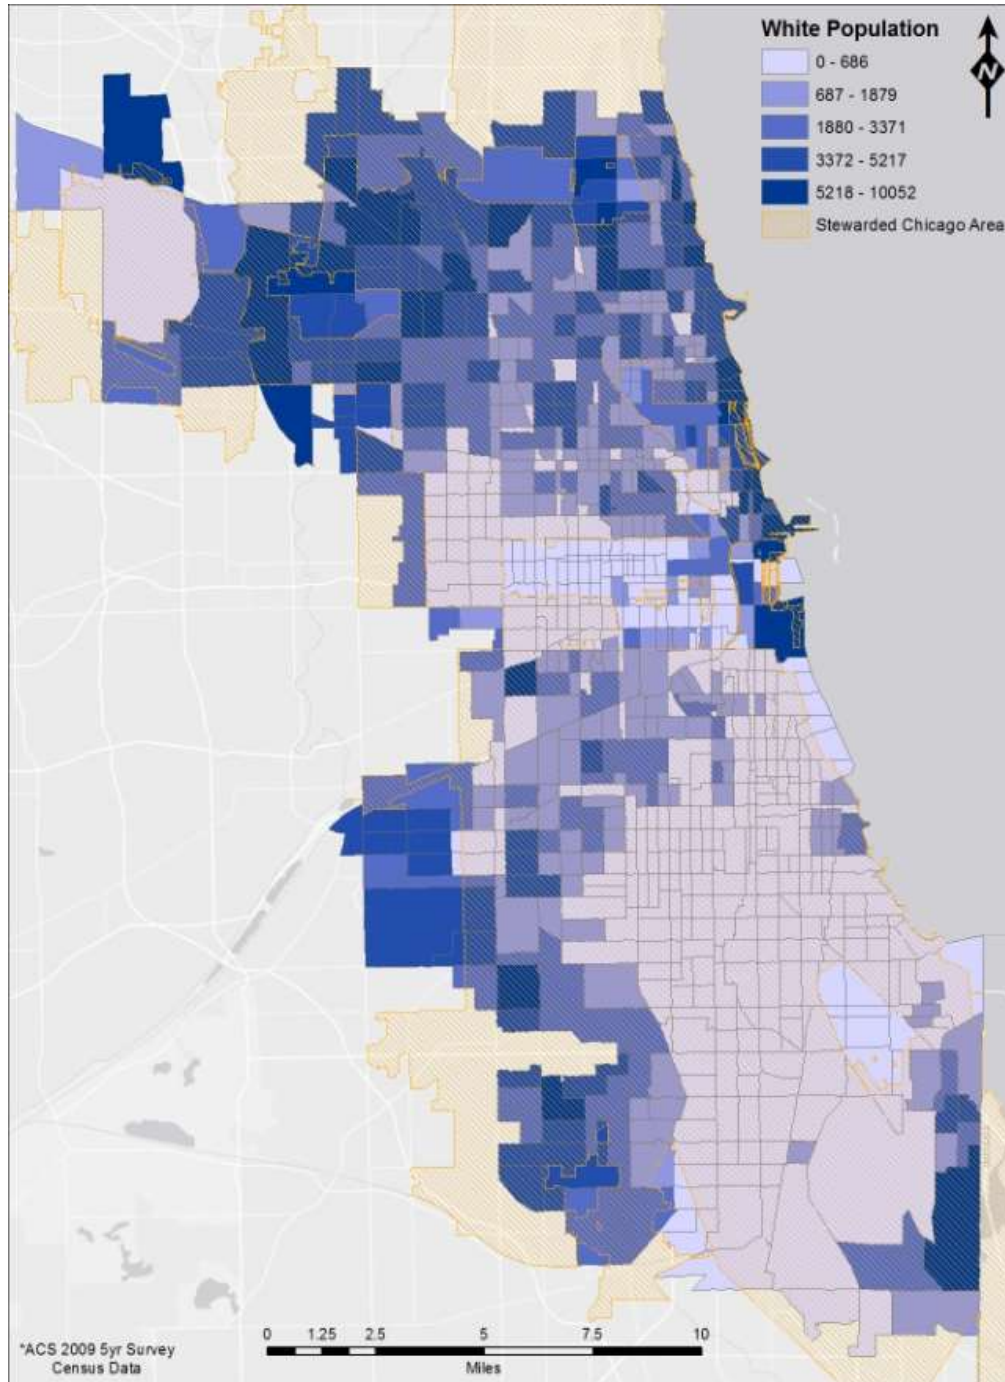 White Population
0 - 686
687 - 1879
1880 - 3371
3372 - 5217
5218 - 10052
Stewarded Chicago Area
N
*ACS 2009 5yr Survey
Census Data
0 1.25 2.5 5 7.5 10
Miles